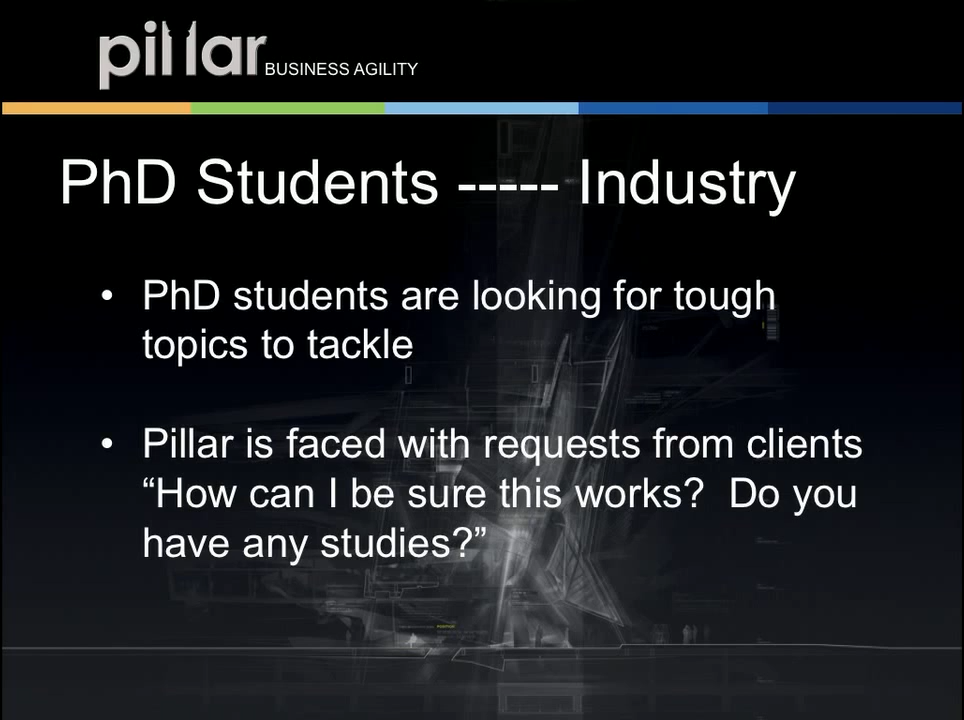 pillar BUSINESS AGILITY
PhD Students ----- Industry
• PhD students are looking for tough
topics to tackle
• Pillar is faced with requests from clients
“How can I be sure this works?  Do you
have any studies?”